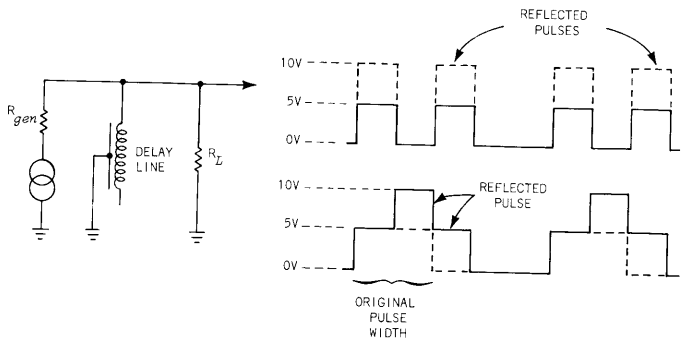 R gen
DELAY
LINE
R L
REFLECTED
PULSES
10V
5V
0V
10V
5V
0V
REFLECTED
PULSE
ORIGINAL
PULSE
WIDTH